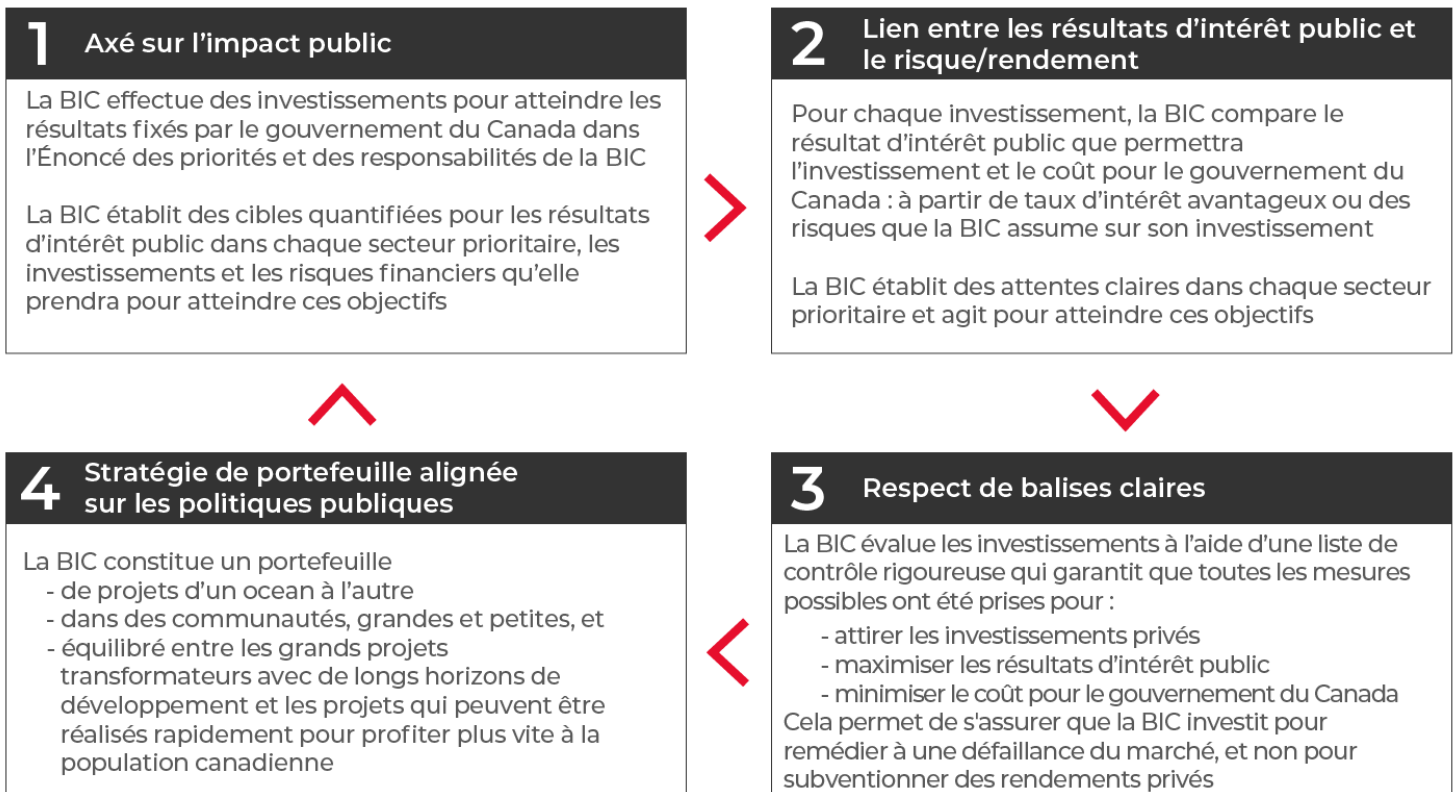 1 Axé sur l’impact public
La BIC effectue des investissements pour atteindre les
résultats fixés par le gouvernement du Canada dans
l’Énoncé des priorités et des responsabilités de la BIC
La BIC établit des cibles quantifiées pour les résultats
d’intérêt public dans chaque secteur prioritaire, les
investissements et les risques financiers qu’elle
prendra pour atteindre ces objectifs
2 Lien entre les résultats d’intérêt public et
le risque/rendement
Pour chaque investissement, la BIC compare le
résultat d’intérêt public que permettra
l’investissement et le coût pour le gouvernement du
Canada : à partir de taux d’intérêt avantageux ou des
risques que la BIC assume sur son investissement
La BIC établit des attentes claires dans chaque secteur
prioritaire et agit pour atteindre ces objectifs
3 Respect de balises claires
La BIC évalue les investissements à l’aide d’une liste de
contrôle rigoureuse qui garantit que toutes les mesures
possibles ont été prises pour :
- attirer les investissements privés
- maximiser les résultats d’intérêt public
- minimiser le coût pour le gouvernement du Canada
Cela permet de s'assurer que la BIC investit pour
remédier à une défaillance du marché, et non pour
subventionner des rendements privés
4 Stratégie de portefeuille alignée
sur les politiques publiques
La BIC constitue un portefeuille
- de projets d’un ocean à l’autre
- dans des communautés, grandes et petites, et
- équilibré entre les grands projets
transformateurs avec de longs horizons de
développement et les projets qui peuvent être
réalisés rapidement pour profiter plus vite à la
population canadienne